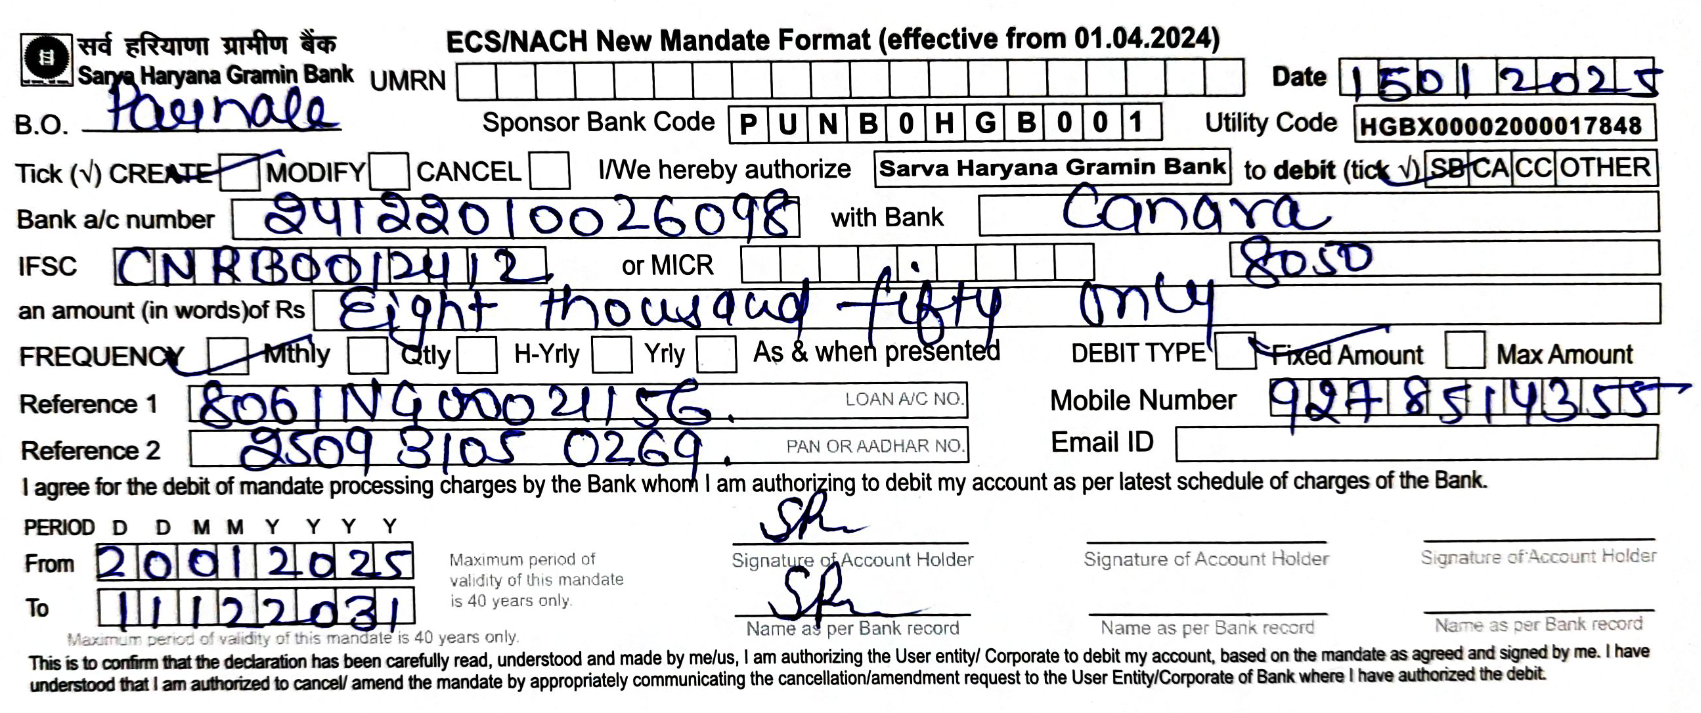 सर्व हरियाणा ग्रामीण बैंक
Sarva Haryana Gramin Bank
ECS/NACH New Mandate Format (effective from 01.04.2024)
UMRN Date 15012025
B.O. Sponsor Bank Code PUNB0HGB001 Utility Code HGBX00002000017848
Tick (√) CREATE MODIFY CANCEL I/We hereby authorize Sarva Haryana Gramin Bank to debit (tick √) SB CA CC OTHER
Bank a/c number 24122010026098 with Bank Canara
IFSC CNRB0012412 or MICR 8050
an amount (in words)of Rs Eight thousand fifty only
FREQUENCY Mthly Qtly H-Yrly Yrly As & when presented DEBIT TYPE Fixed Amount Max Amount
Reference 1 LOAN A/C NO. Mobile Number 9278514355
Reference 2 2509 3105 0269. PAN OR AADHAR NO. Email ID
I agree for the debit of mandate processing charges by the Bank whom I am authorizing to debit my account as per latest schedule of charges of the Bank.
PERIOD D D M M Y Y Y Y
From 20012025
To 11122031
Maximum period of
validity of this mandate
is 40 years only.
Maximum period of validity of this mandate is 40 years only.
Signature of Account Holder Signature of Account Holder Signature of Account Holder
Name as per Bank record Name as per Bank record Name as per Bank record
This is to confirm that the declaration has been carefully read, understood and made by me/us, I am authorizing the User entity/ Corporate to debit my account, based on the mandate as agreed and signed by me. I have
understood that I am authorized to cancel/ amend the mandate by appropriately communicating the cancellation/amendment request to the User Entity/Corporate of Bank where I have authorized the debit.